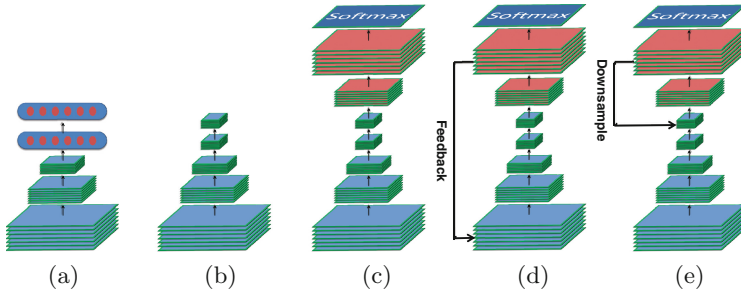 Softmax
Softmax
Softmax
Feedback
Downsample
(a)
(b)
(c)
(d)
(e)